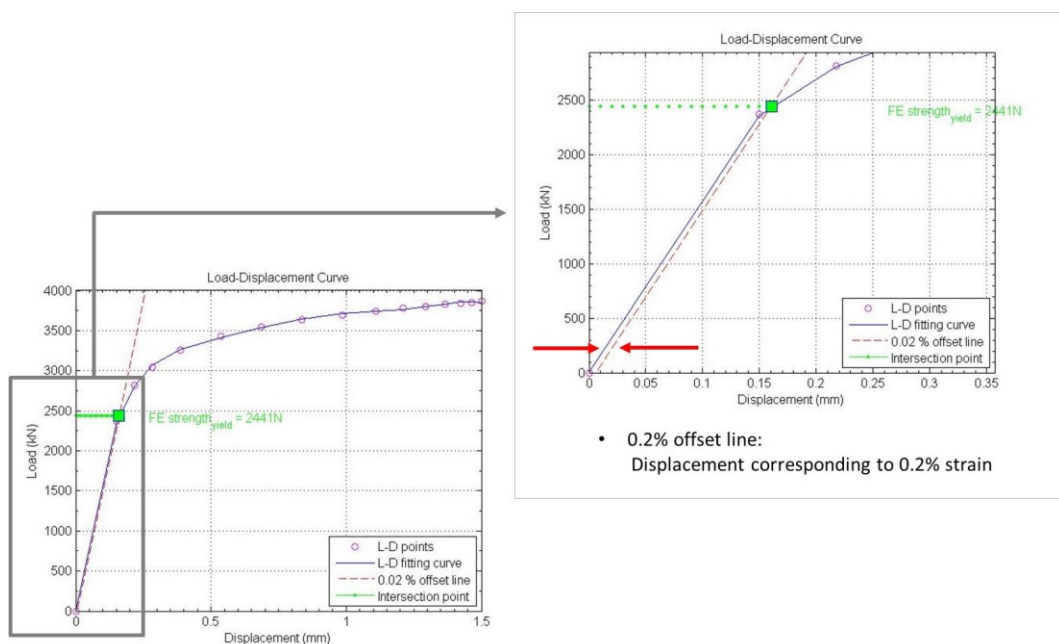 Load-Displacement Curve
Load (kN)
2500
2000
1500
1000
500
0
FE strength_yield = 2441N
L-D points
L-D fitting curve
0.02 % offset line
Intersection point
0 0.05 0.1 0.15 0.2 0.25 0.3 0.35
Displacement (mm)
• 0.2% offset line:
Displacement corresponding to 0.2% strain
Load-Displacement Curve
Load (kN)
4000
3500
3000
2500
2000
1500
1000
500
0
FE strength_yield = 2441N
L-D points
L-D fitting curve
0.02 % offset line
Intersection point
0 0.5 1 1.5
Displacement (mm)